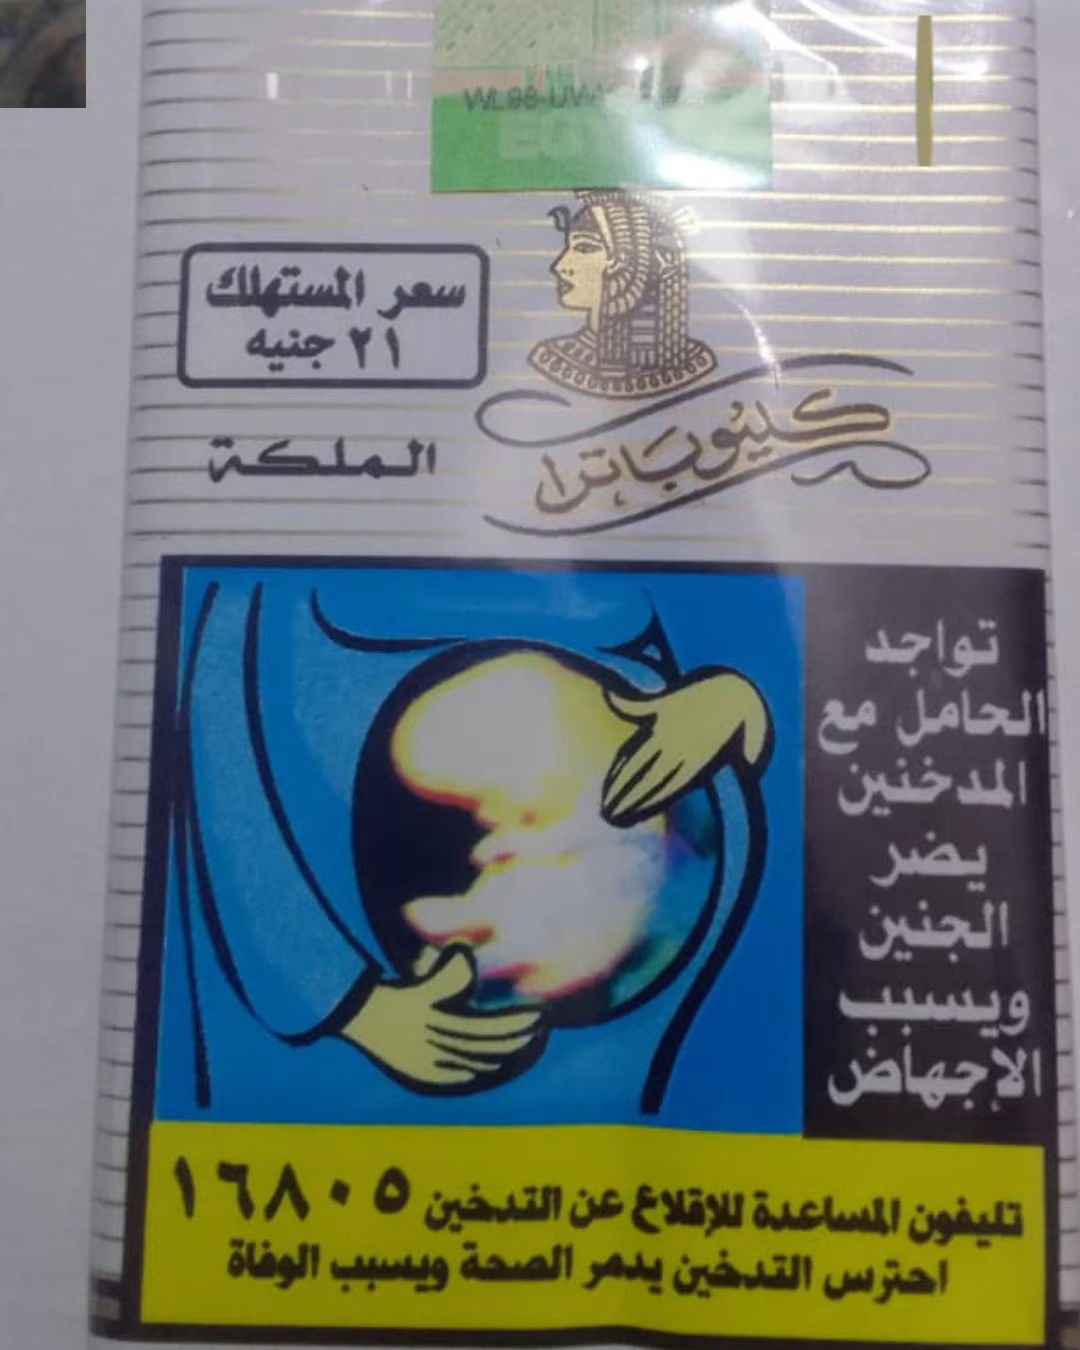 سعر المستهلك
٢١ جنيه
كليوباترا
الملكة
تواجد
الحامل مع
المدخنين
يضر
الجنين
ويسبب
الإجهاض
تليفون المساعدة للإقلاع عن التدخين ١٦٨٠٥
احترس التدخين يدمر الصحة ويسبب الوفاة